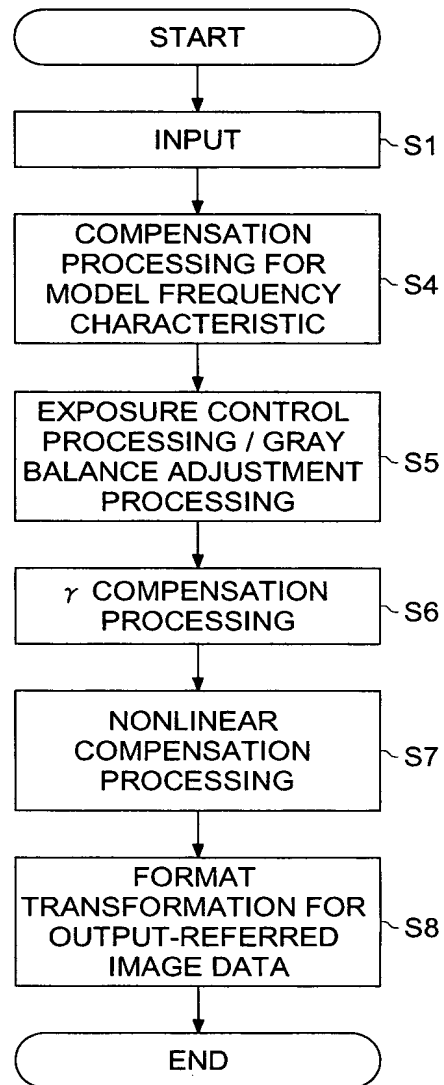 START
INPUT
S1
COMPENSATION
PROCESSING FOR
MODEL FREQUENCY
CHARACTERISTIC
S4
EXPOSURE CONTROL
PROCESSING / GRAY
BALANCE ADJUSTMENT
PROCESSING
S5
γ COMPENSATION
PROCESSING
S6
NONLINEAR
COMPENSATION
PROCESSING
S7
FORMAT
TRANSFORMATION FOR
OUTPUT-REFERRED
IMAGE DATA
S8
END